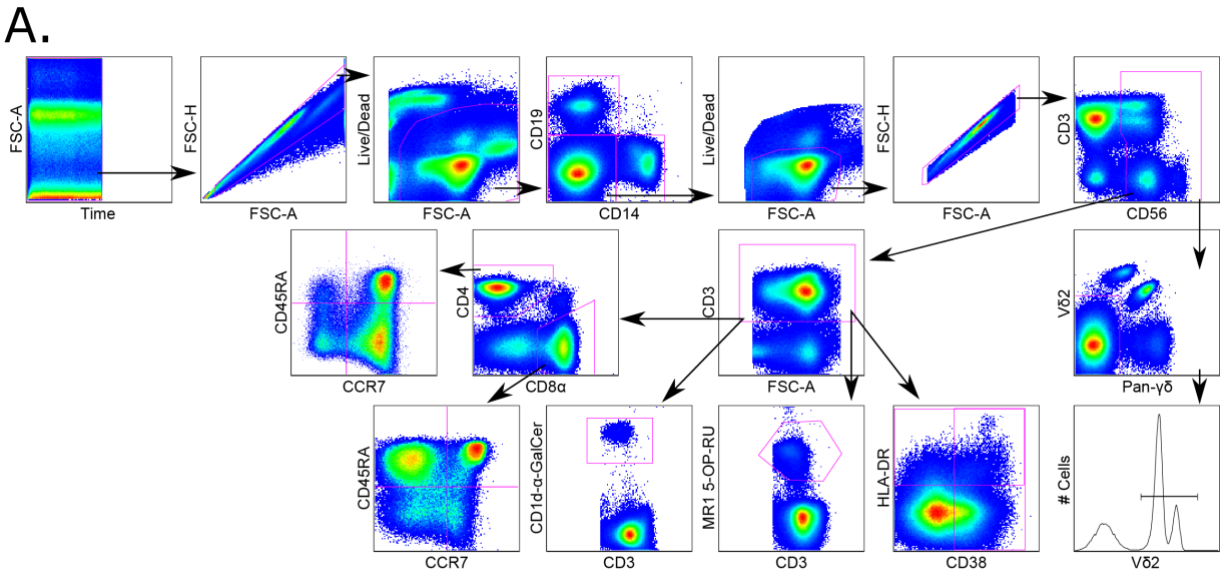 A.
FSC-A
Time
FSC-H
FSC-A
Live/Dead
FSC-A
CD19
CD14
Live/Dead
FSC-A
FSC-H
FSC-A
CD3
CD56
CD45RA
CCR7
CD4
CD8α
CD3
FSC-A
Vδ2
Pan-γδ
CD45RA
CCR7
CD1d-α-GalCer
CD3
MR1 5-OP-RU
CD3
HLA-DR
CD38
# Cells
Vδ2